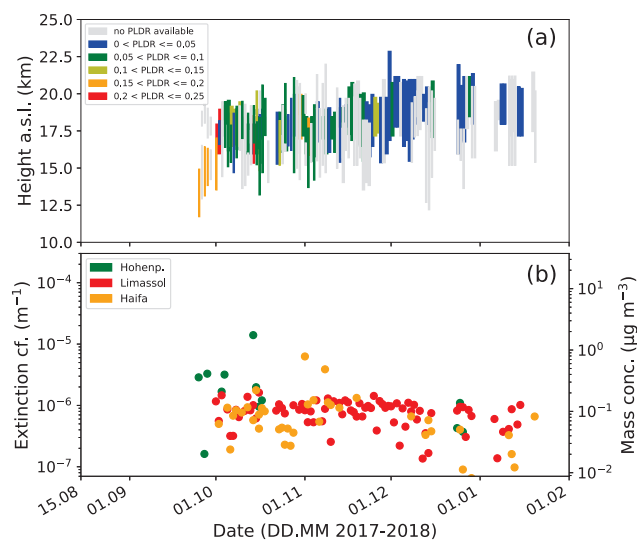 (a)
no PLDR available
0 < PLDR <= 0,05
0.05 < PLDR <= 0,1
0,1 < PLDR <= 0,15
0,15 < PLDR <= 0,2
0,2 < PLDR <= 0,25
Height a.s.l. (km)
25.0
22.5
20.0
17.5
15.0
12.5
10.0
(b)
Hohenp.
Limassol
Haifa
Extinction cf. (m⁻¹)
10⁻⁴
10⁻⁵
10⁻⁶
10⁻⁷
Mass conc. (µg m⁻³)
10¹
10⁰
10⁻¹
10⁻²
15.08
01.09
01.10
01.11
01.12
01.01
01.02
Date (DD.MM 2017-2018)